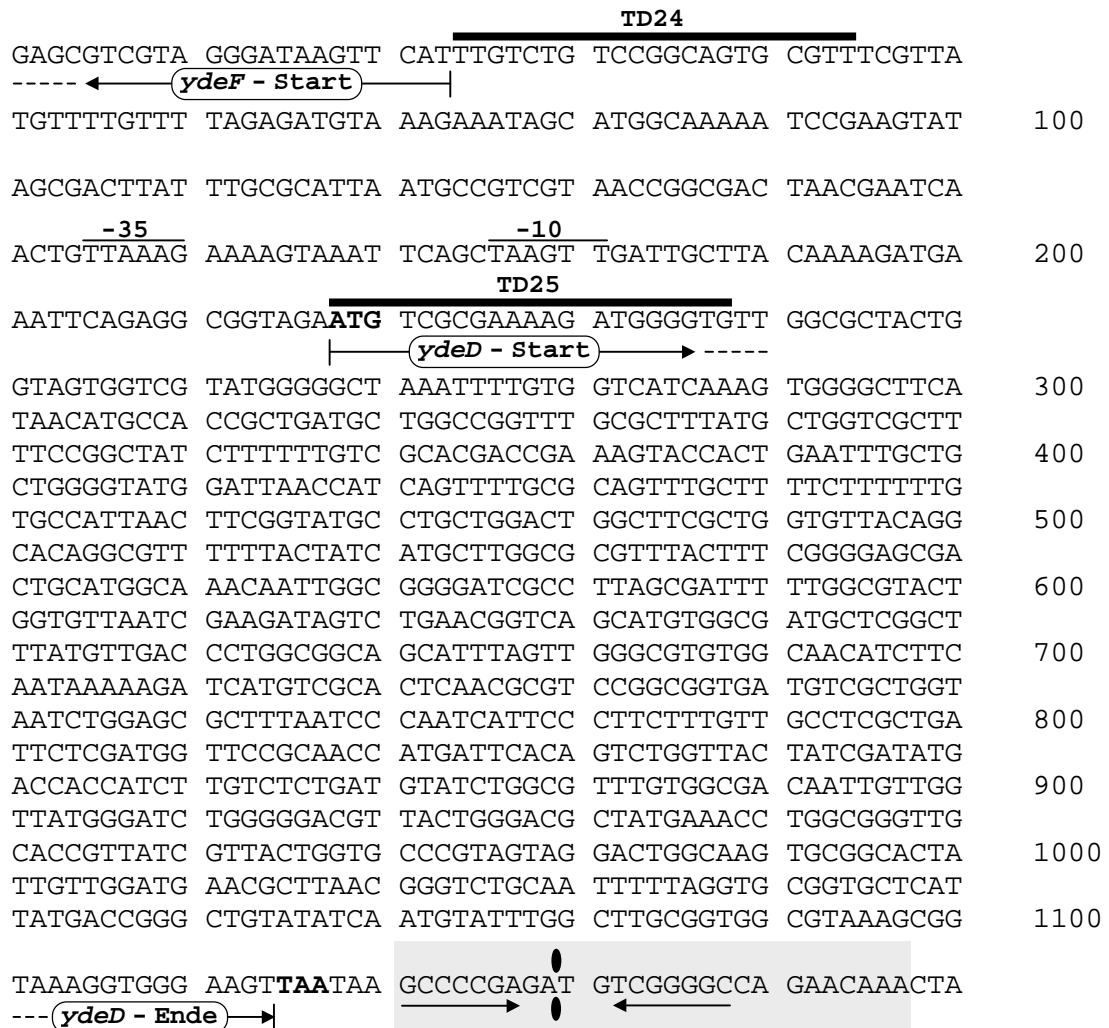 TD24
GAGCGTCGTA GGGATAAGTT CATTTGTCTG TCCGGCAGTG CGTTTCGTTA
ydeF - Start
TGTTTTGTTT TAGAGATGTA AAGAAATAGC ATGGCAAAAA TCCGAAGTAT 100
AGCGACTTAT TTGCGCATTA ATGCCGTCGT AACCGGCGAC TAACGAATCA
-35 -10
ACTGTTAAAG AAAAGTAAAT TCAGCTAAGT TGATTGCTTA CAAAAGATGA 200
TD25
AATTCAGAGG CGGTAGAATG TCGCGAAAAG ATGGGGTGTT GGCGCTACTG
ydeD - Start
GTAGTGGTCG TATGGGGGCT AAATTTTGTG GTCATCAAAG TGGGGCTTCA 300
TAACATGCCA CCGCTGATGC TGGCCGGTTT GCGCTTTATG CTGGTCGCTT
TTCCGGCTAT CTTTTTTGTC GCACGACCGA AAGTACCACT GAATTTGCTG 400
CTGGGGTATG GATTAACCAT CAGTTTTGCG CAGTTTGCTT TTCTTTTTTG
TGCCATTAAC TTCGGTATGC CTGCTGGACT GGCTTCGCTG GTGTTACAGG 500
CACAGGCGTT TTTTACTATC ATGCTTGGCG CGTTTACTTT CGGGGAGCGA
CTGCATGGCA AACAATTGGC GGGGATCGCC TTAGCGATTT TTGGCGTACT 600
GGTGTTAATC GAAGATAGTC TGAACGGTCA GCATGTGGCG ATGCTCGGCT
TTATGTTGAC CCTGGCGGCA GCATTTAGTT GGGCGTGTGG CAACATCTTC 700
AATAAAAAGA TCATGTCGCA CTCAACGCGT CCGGCGGTGA TGTCGCTGGT
AATCTGGAGC GCTTTAATCC CAATCATTCC CTTCTTTGTT GCCTCGCTGA 800
TTCTCGATGG TTCCGCAACC ATGATTCACA GTCTGGTTAC TATCGATATG
ACCACCATCT TGTCTCTGAT GTATCTGGCG TTTGTGGCGA CAATTGTTGG 900
TTATGGGATC TGGGGGACGT TACTGGGACG CTATGAAACC TGGCGGGTTG
CACCGTTATC GTTACTGGTG CCCGTAGTAG GACTGGCAAG TGCGGCACTA 1000
TTGTTGGATG AACGCTTAAC GGGTCTGCAA TTTTTAGGTG CGGTGCTCAT
TATGACCGGG CTGTATATCA ATGTATTTGG CTTGCGGTGG CGTAAAGCGG 1100
TAAAGGTGGG AAGTTAATAA GCCCCGAGAT GTCGGGGCCA GAACAAACTA
ydeD - Ende